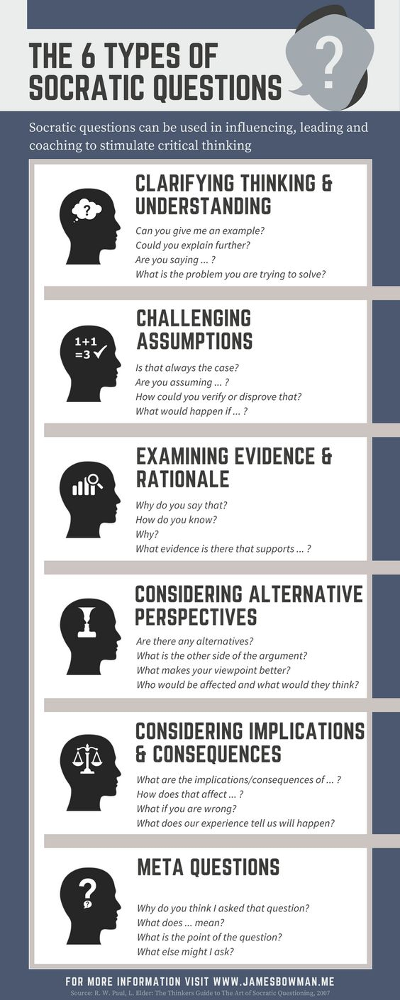 THE 6 TYPES OF
SOCRATIC QUESTIONS
?
Socratic questions can be used in influencing, leading and
coaching to stimulate critical thinking
?
CLARIFYING THINKING &
UNDERSTANDING
Can you give me an example?
Could you explain further?
Are you saying ... ?
What is the problem you are trying to solve?
1+1
=3
CHALLENGING
ASSUMPTIONS
Is that always the case?
Are you assuming ... ?
How could you verify or disprove that?
What would happen if ... ?
EXAMINING EVIDENCE &
RATIONALE
Why do you say that?
How do you know?
Why?
What evidence is there that supports ... ?
CONSIDERING ALTERNATIVE
PERSPECTIVES
Are there any alternatives?
What is the other side of the argument?
What makes your viewpoint better?
Who would be affected and what would they think?
CONSIDERING IMPLICATIONS
& CONSEQUENCES
What are the implications/consequences of ... ?
How does that affect ... ?
What if you are wrong?
What does our experience tell us will happen?
?
?
META QUESTIONS
Why do you think I asked that question?
What does ... mean?
What is the point of the question?
What else might I ask?
FOR MORE INFORMATION VISIT WWW.JAMESBOWMAN.ME
Source: R. W. Paul, L. Elder: The Thinkers Guide to The Art of Socratic Questioning, 2007